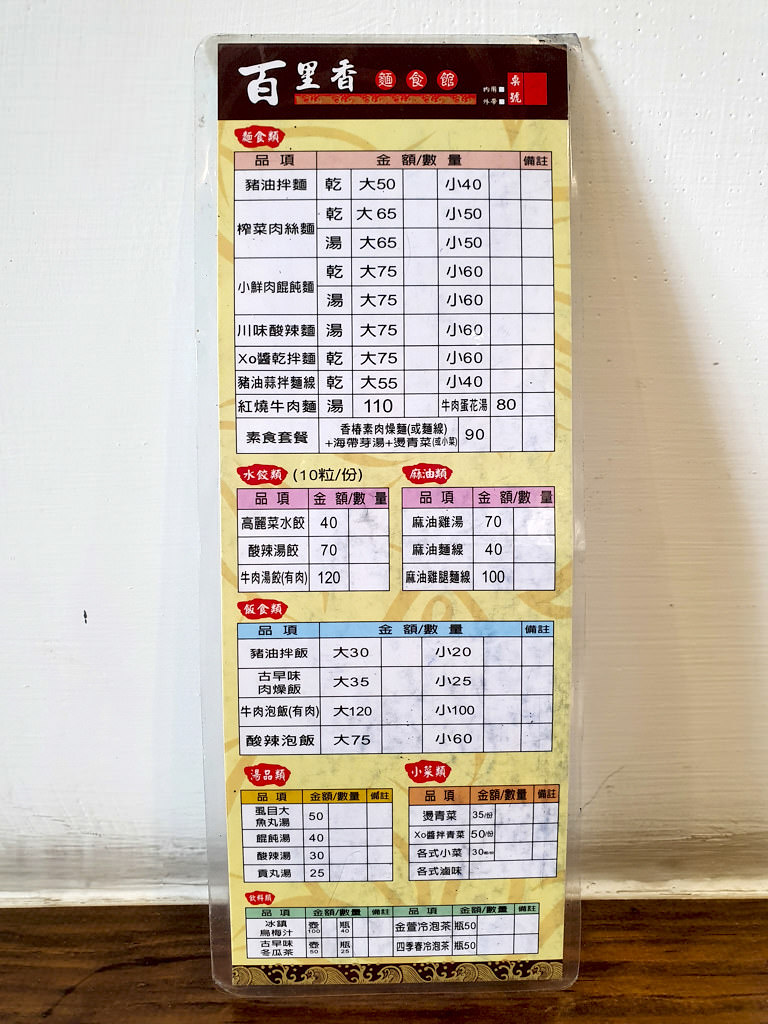 百里香 麵食館 內用 外帶 桌號
麵食類
品項 金額/數量 備註
豬油拌麵 乾 大50 小40
榨菜肉絲麵 乾 大65 小50
湯 大65 小50
小鮮肉餛飩麵 乾 大75 小60
湯 大75 小60
川味酸辣麵 湯 大75 小60
Xo醬乾拌麵 乾 大75 小60
豬油蒜拌麵線 乾 大55 小40
紅燒牛肉麵 湯 110 牛肉蛋花湯 80
素食套餐 香椿素肉燥麵(或麵線)
+海帶芽湯+燙青菜(或小菜) 90
水餃類 (10粒/份)
品項 金額/數量
高麗菜水餃 40
酸辣湯餃 70
牛肉湯餃(有肉) 120
麻油類
品項 金額/數量
麻油雞湯 70
麻油麵線 40
麻油雞腿麵線 100
飯食類
品項 金額/數量 備註
豬油拌飯 大30 小20
古早味
肉燥飯 大35 小25
牛肉泡飯(有肉) 大120 小100
酸辣泡飯 大75 小60
湯品類
品項 金額/數量 備註
虱目大
魚丸湯 50
餛飩湯 40
酸辣湯 30
貢丸湯 25
小菜類
品項 金額/數量 備註
燙青菜 35/份
Xo醬拌青菜 50/份
各式小菜 30
各式滷味
飲料類
品項 金額/數量 備註 品項 金額/數量 備註
冰鎮
烏梅汁 壺100 瓶40 金萱冷泡茶 瓶50
古早味
冬瓜茶 壺50 瓶25 四季春冷泡茶 瓶50